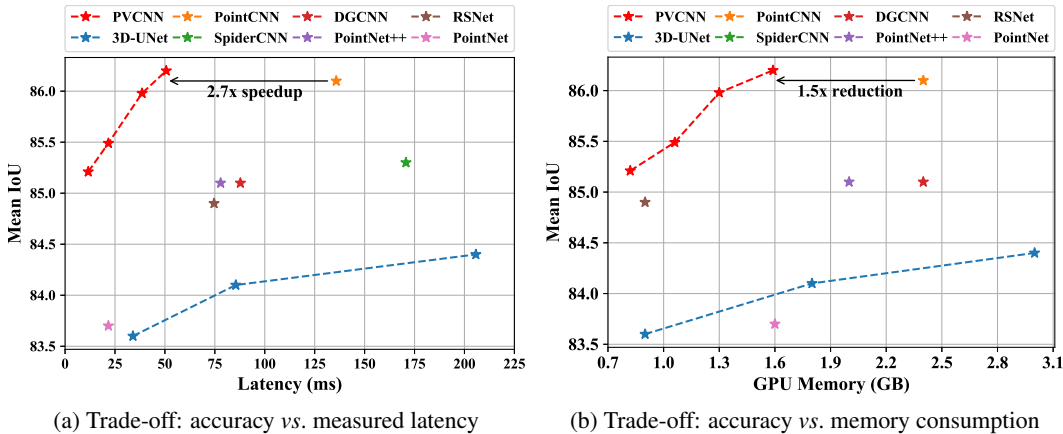 PVCNN PointCNN DGCNN RSNet
3D-UNet SpiderCNN PointNet++ PointNet
86.0
85.5
85.0
84.5
84.0
83.5
Mean IoU
2.7x speedup
0 25 50 75 100 125 150 175 200 225
Latency (ms)
(a) Trade-off: accuracy vs. measured latency
PVCNN PointCNN DGCNN RSNet
3D-UNet SpiderCNN PointNet++ PointNet
86.0
85.5
85.0
84.5
84.0
83.5
Mean IoU
1.5x reduction
0.7 1.0 1.3 1.6 1.9 2.2 2.5 2.8 3.1
GPU Memory (GB)
(b) Trade-off: accuracy vs. memory consumption